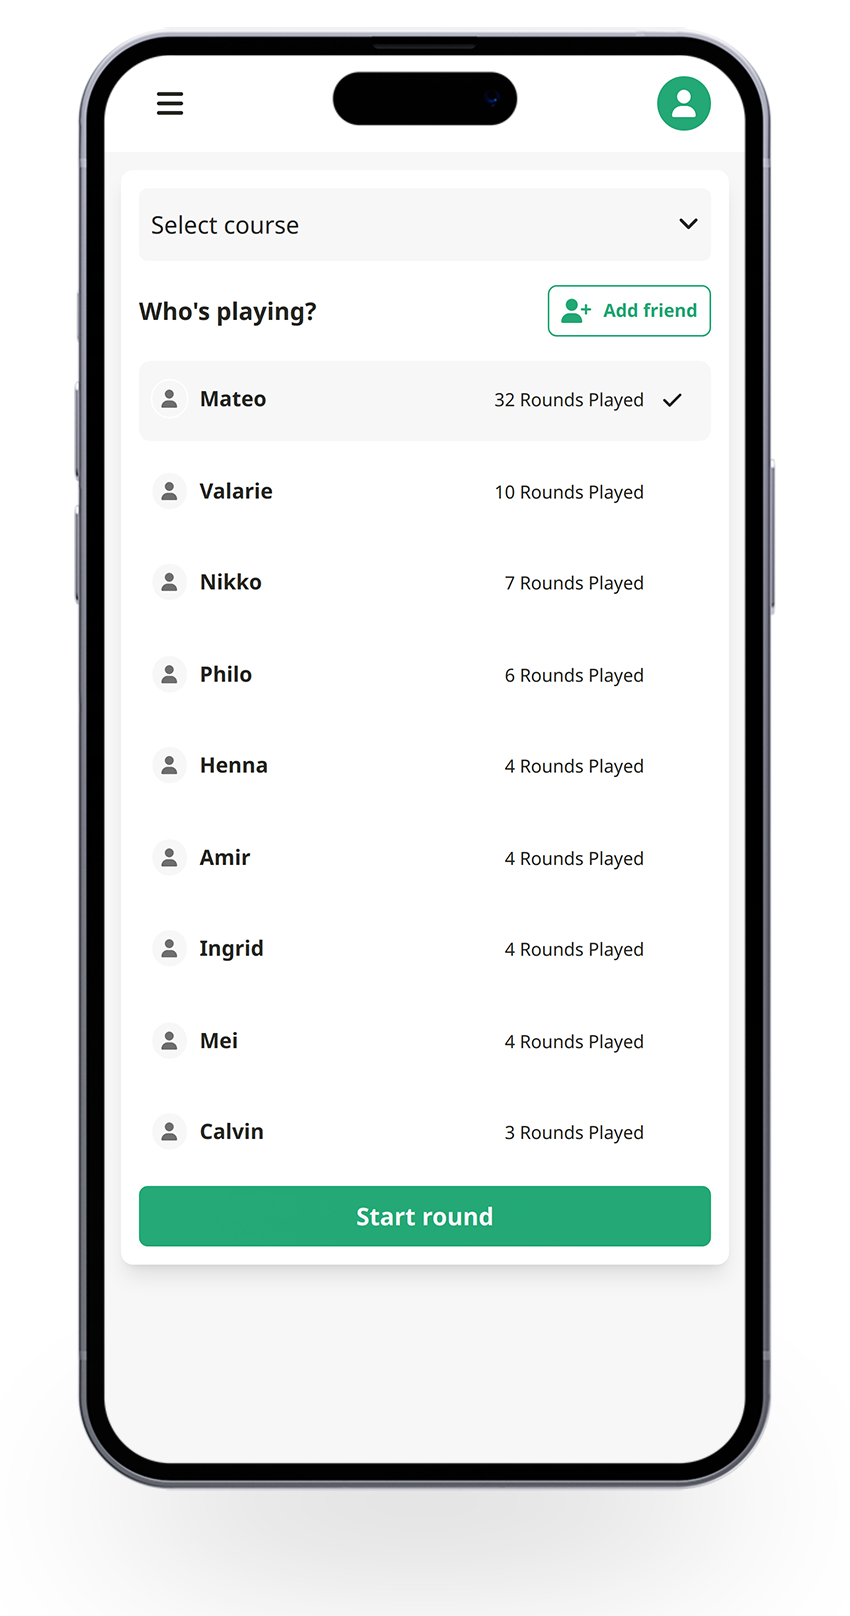 Select course
Who's playing?
Add friend
Mateo 32 Rounds Played
Valarie 10 Rounds Played
Nikko 7 Rounds Played
Philo 6 Rounds Played
Henna 4 Rounds Played
Amir 4 Rounds Played
Ingrid 4 Rounds Played
Mei 4 Rounds Played
Calvin 3 Rounds Played
Start round